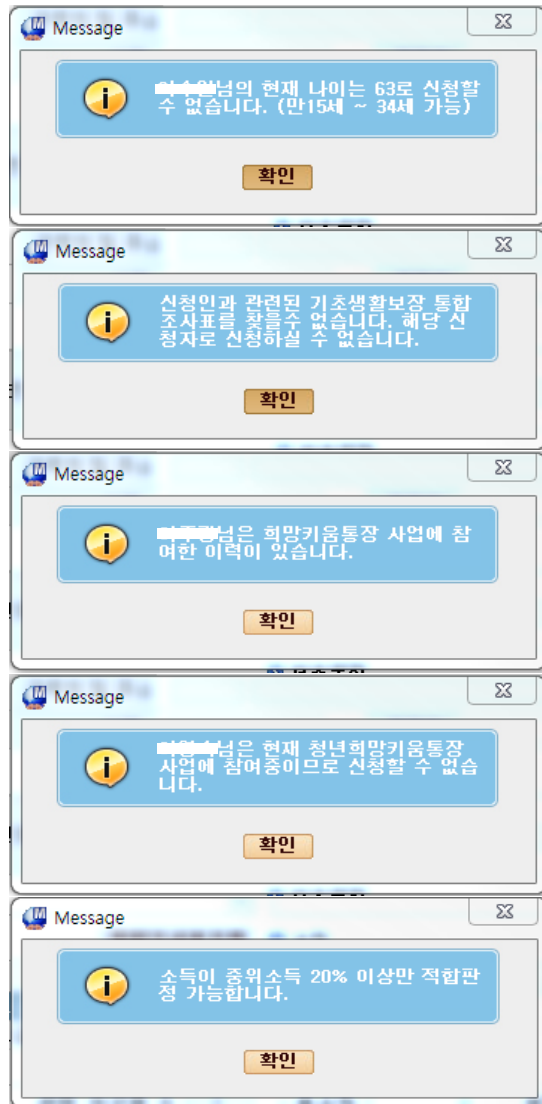 Message
님의 현재 나이는 63로 신청할
수 없습니다. (만15세 ~ 34세 가능)
확인
Message
신청인과 관련된 기초생활보장 통합
조사표를 찾을수 없습니다. 해당 신
청자로 신청하실 수 없습니다.
확인
Message
님은 희망키움통장 사업에 참
여한 이력이 있습니다.
확인
Message
님은 현재 청년희망키움통장
사업에 참여중이므로 신청할 수 없습
니다.
확인
Message
소득이 중위소득 20% 이상만 적합판
정 가능합니다.
확인